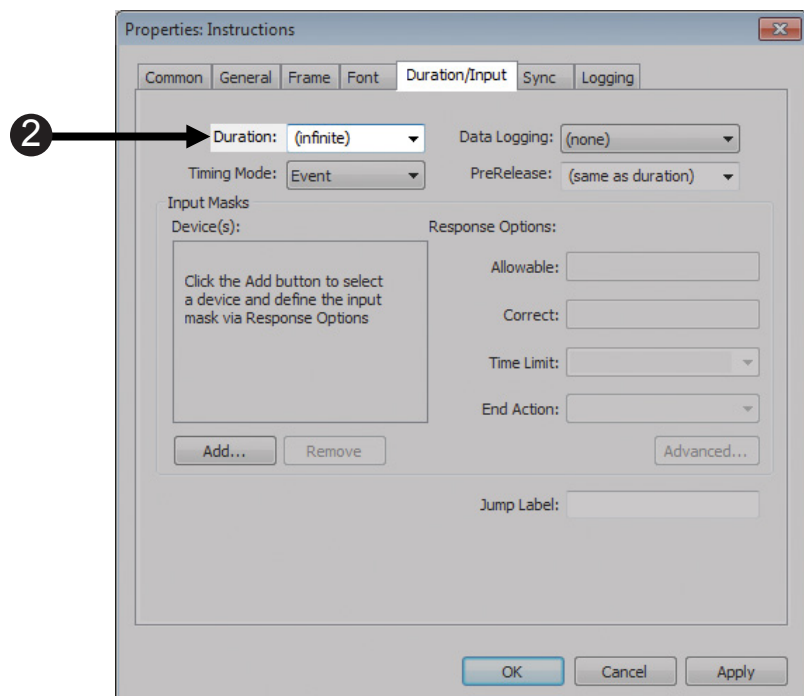 Properties: Instructions
Common General Frame Font Duration/Input Sync Logging
2 Duration: (infinite) Data Logging: (none)
Timing Mode: Event PreRelease: (same as duration)
Input Masks
Device(s): Response Options:
Click the Add button to select
a device and define the input
mask via Response Options
Allowable:
Correct:
Time Limit:
End Action:
Add... Remove Advanced...
Jump Label:
OK Cancel Apply